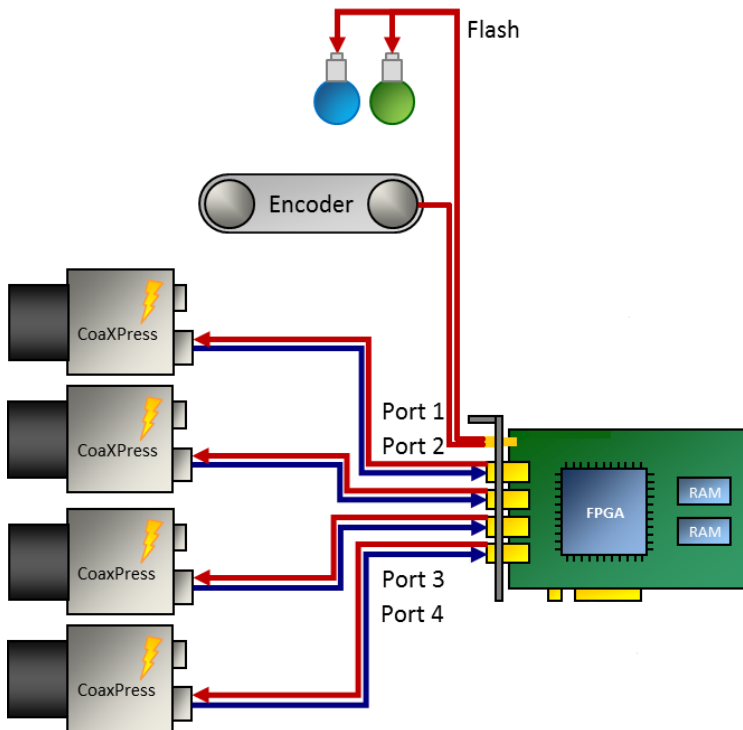 Flash
Encoder
CoaXPress
CoaXPress
CoaxPress
CoaxPress
Port 1
Port 2
Port 3
Port 4
FPGA
RAM
RAM